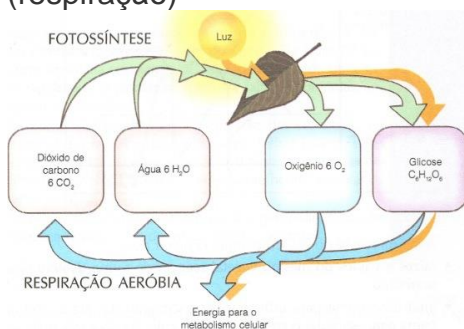 (respiração)
FOTOSSÍNTESE
Luz
Dióxido de
carbono
6 CO₂
Água 6 H₂O
Oxigênio 6 O₂
Glicose
C₆H₁₂O₆
RESPIRAÇÃO AERÓBIA
Energia para o
metabolismo celular